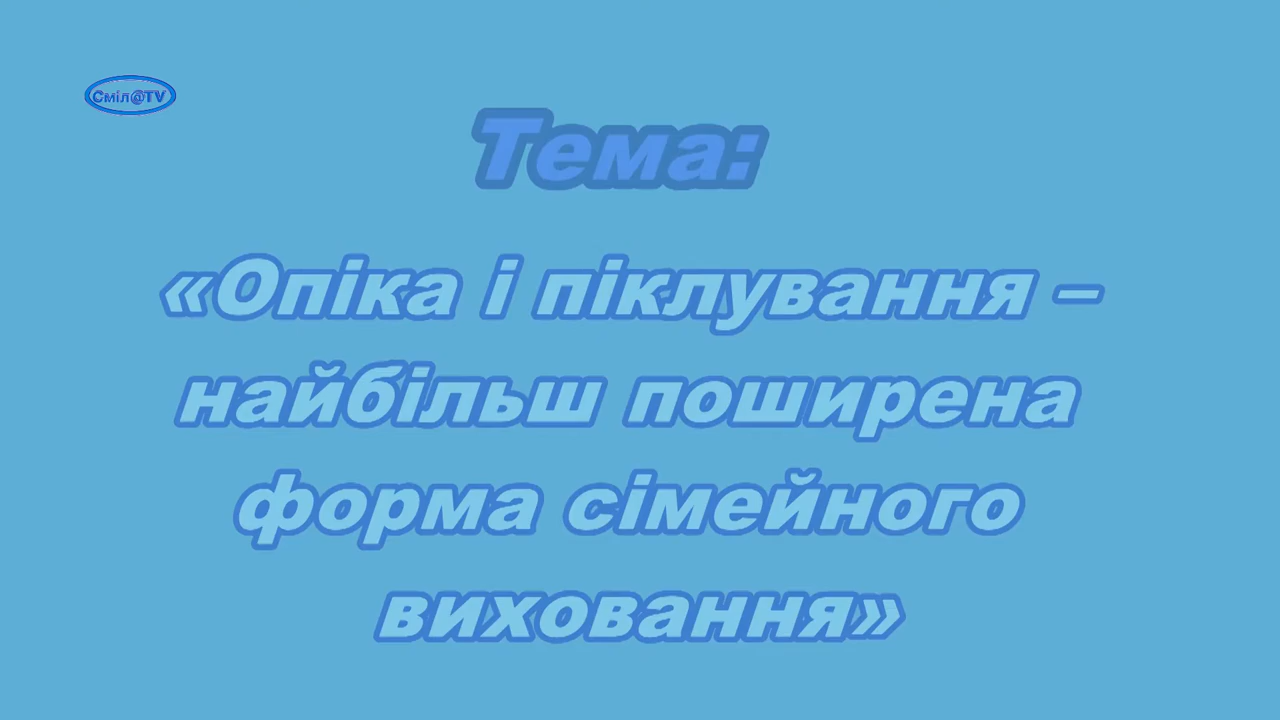 Сміл@TV
Тема:
«Опіка і піклування –
найбільш поширена
форма сімейного
виховання»